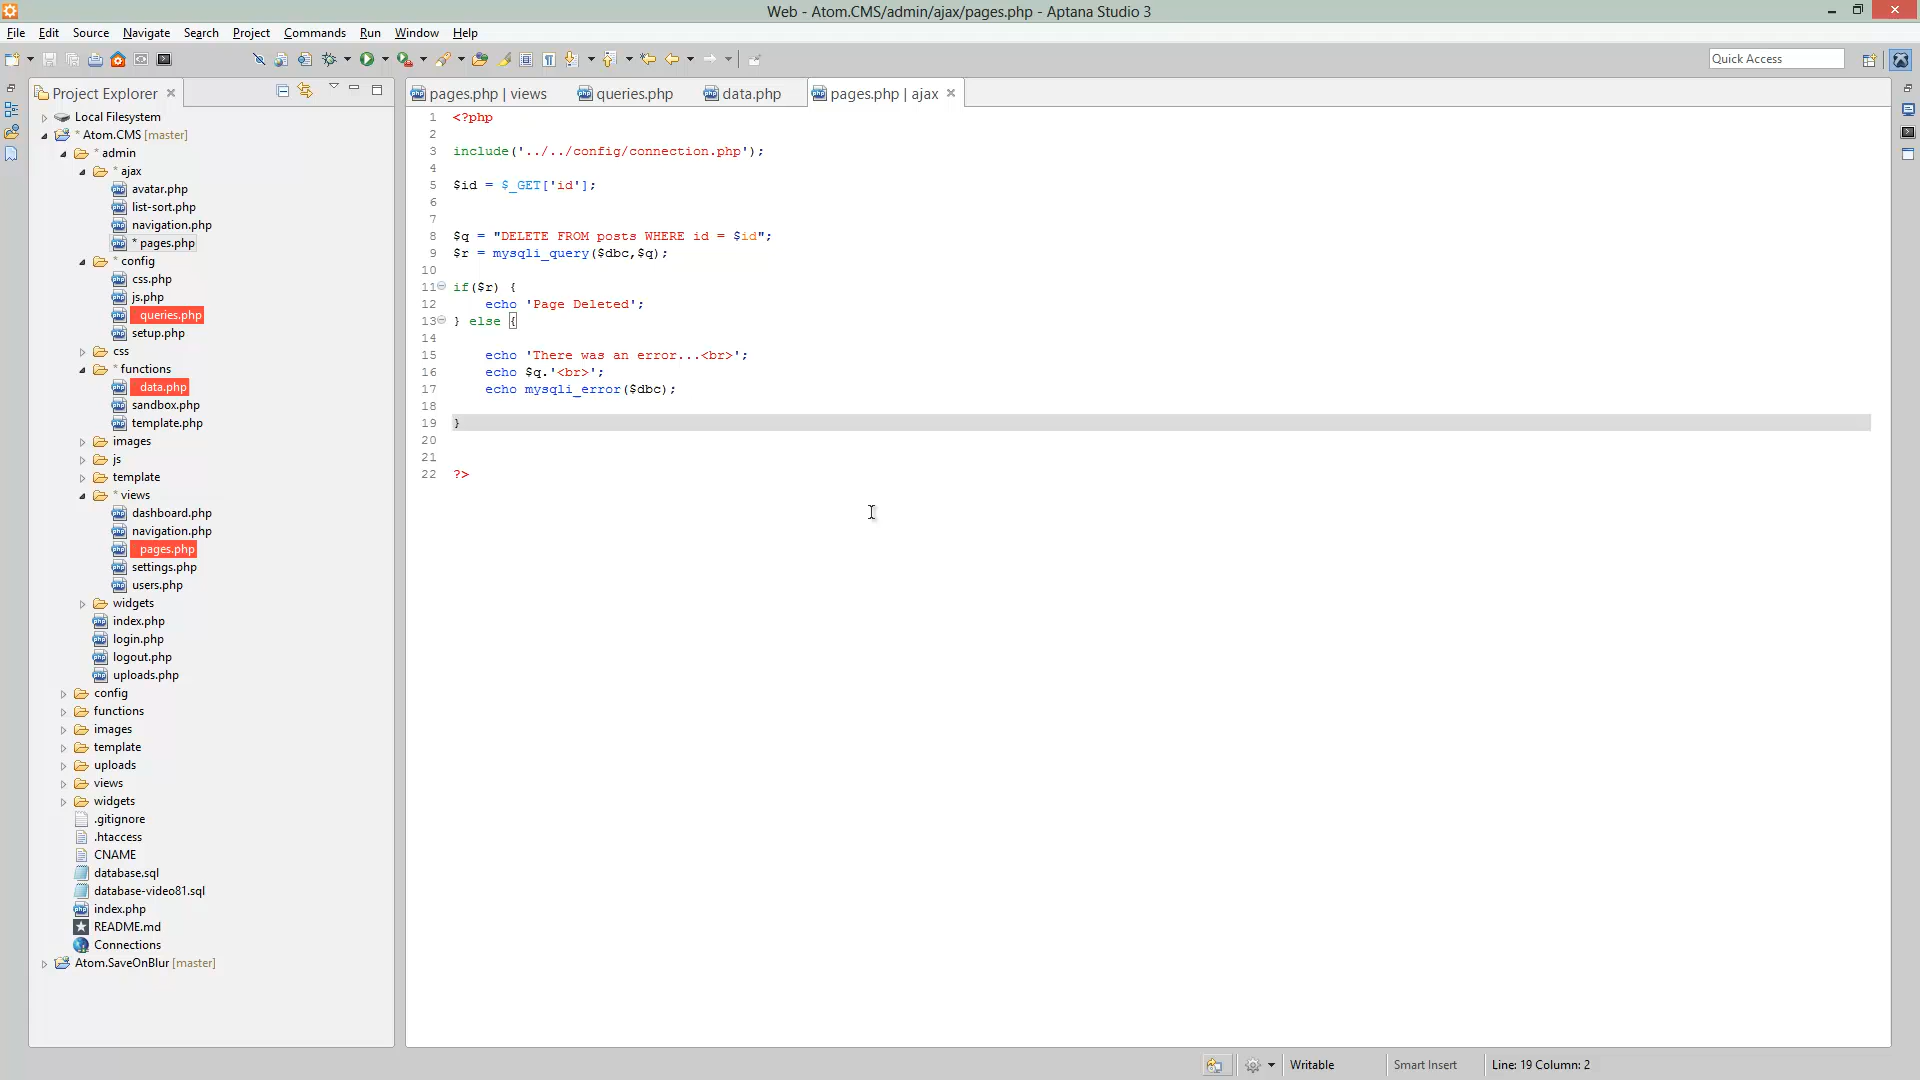 Web - Atom.CMS/admin/ajax/pages.php - Aptana Studio 3
File Edit Source Navigate Search Project Commands Run Window Help
Quick Access
Project Explorer
Local Filesystem
* Atom.CMS [master]
* admin
* ajax
avatar.php
list-sort.php
navigation.php
* pages.php
* config
css.php
js.php
queries.php
setup.php
css
* functions
data.php
sandbox.php
template.php
images
js
template
* views
dashboard.php
navigation.php
pages.php
settings.php
users.php
widgets
index.php
login.php
logout.php
uploads.php
config
functions
images
template
uploads
views
widgets
.gitignore
.htaccess
CNAME
database.sql
database-video81.sql
index.php
README.md
Connections
Atom.SaveOnBlur [master]
pages.php | views queries.php data.php pages.php | ajax
1 <?php
2
3 include('../../config/connection.php');
4
5 $id = $_GET['id'];
6
7
8 $q = "DELETE FROM posts WHERE id = $id";
9 $r = mysqli_query($dbc,$q);
10
11 if($r) {
12 echo 'Page Deleted';
13 } else {
14
15 echo 'There was an error...<br>';
16 echo $q.'<br>';
17 echo mysqli_error($dbc);
18
19 }
20
21
22 ?>
Writable Smart Insert Line: 19 Column: 2